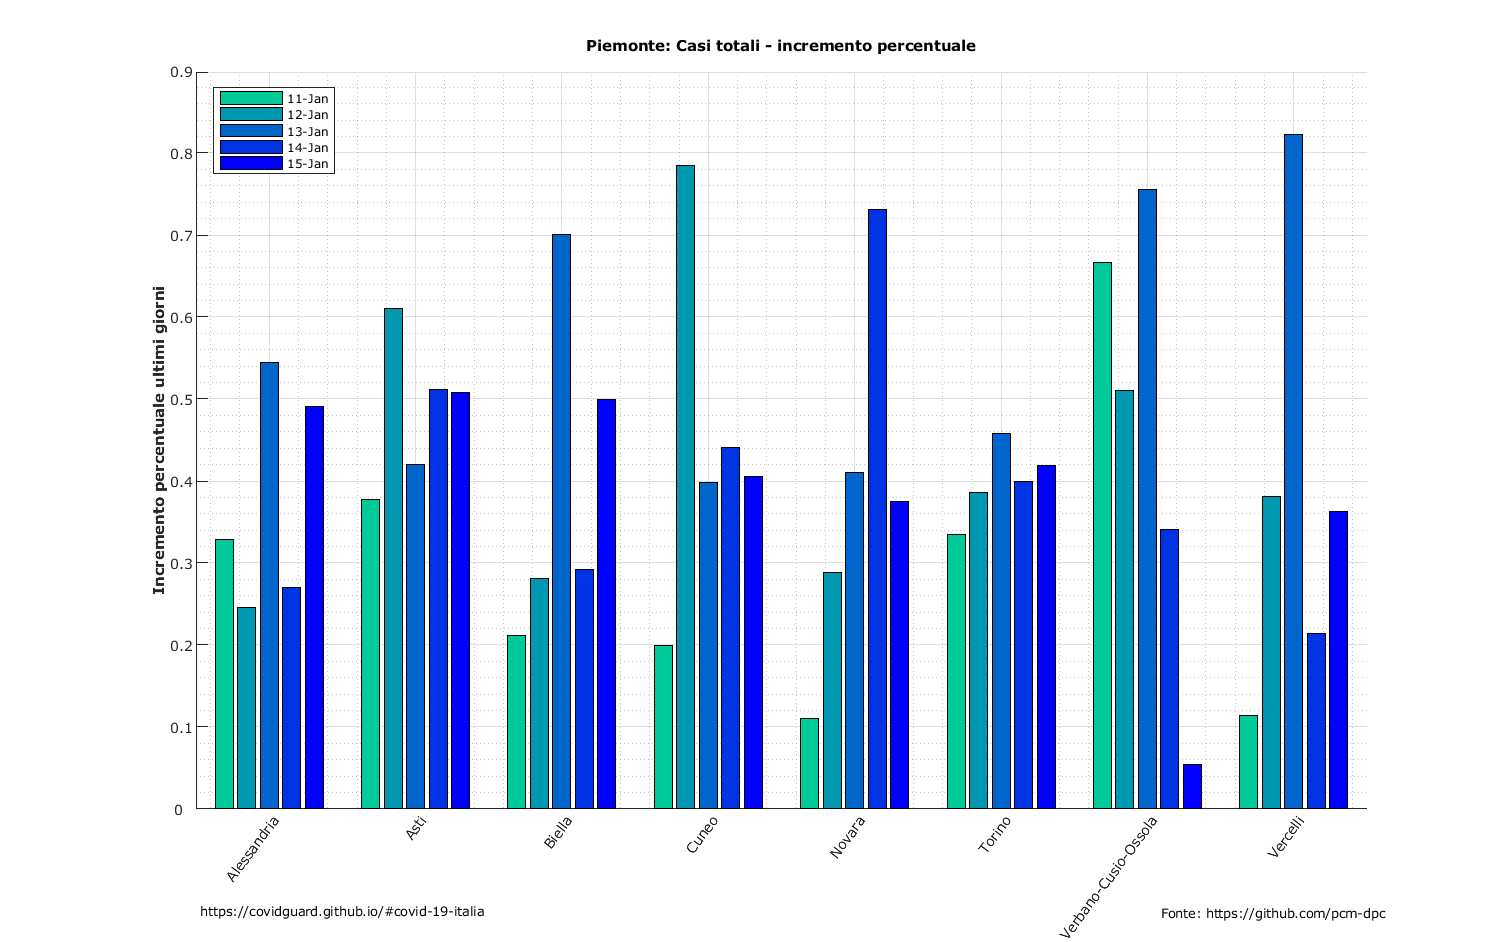 Piemonte: Casi totali - incremento percentuale
Incremento percentuale ultimi giorni
0.9
0.8
0.7
0.6
0.5
0.4
0.3
0.2
0.1
0
11-Jan
12-Jan
13-Jan
14-Jan
15-Jan
Alessandria
Asti
Biella
Cuneo
Novara
Torino
Verbano-Cusio-Ossola
Vercelli
https://covidguard.github.io/#covid-19-italia
Fonte: https://github.com/pcm-dpc